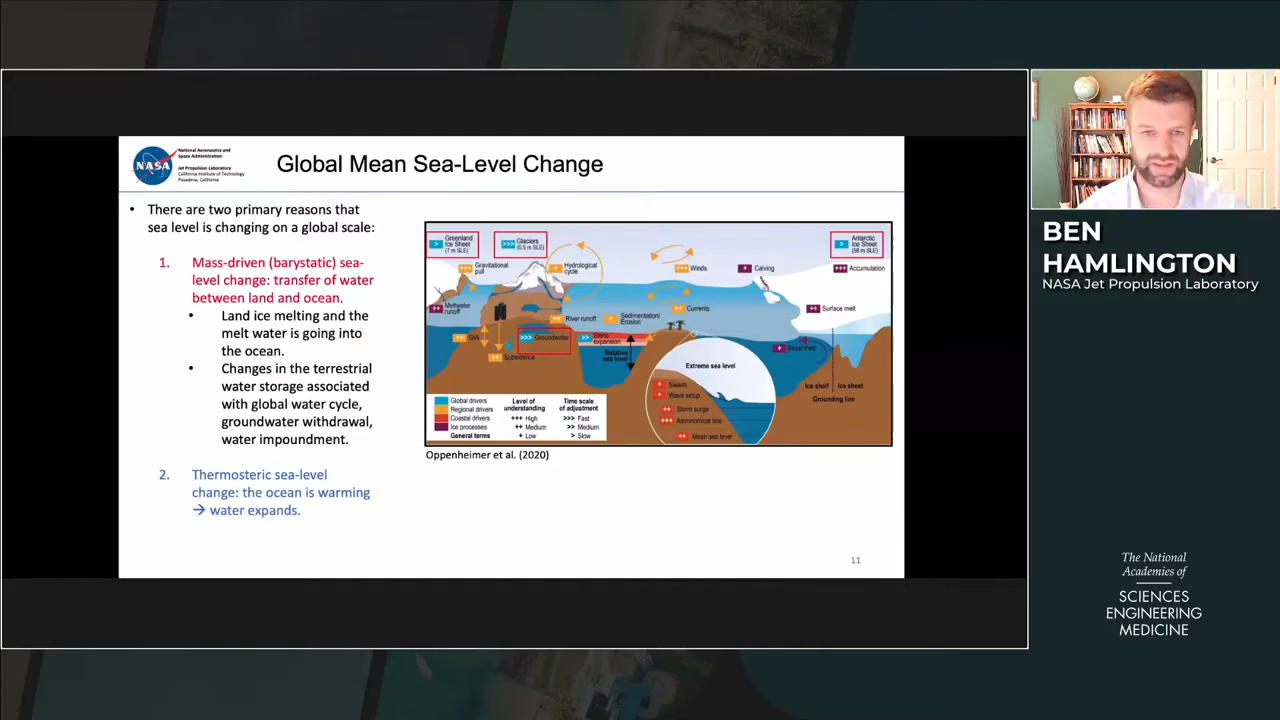 NASA
National Aeronautics and
Space Administration
Jet Propulsion Laboratory
California Institute of Technology
Pasadena, California
Global Mean Sea-Level Change
• There are two primary reasons that
sea level is changing on a global scale:
1. Mass-driven (barystatic) sea-
level change: transfer of water
between land and ocean.
• Land ice melting and the
melt water is going into
the ocean.
• Changes in the terrestrial
water storage associated
with global water cycle,
groundwater withdrawal,
water impoundment.
2. Thermosteric sea-level
change: the ocean is warming
→ water expands.
> Greenland
Ice Sheet
(7 m SLE)
>>> Glaciers
(0.5 m SLE)
> Antarctic
Ice Sheet
(58 m SLE)
+++ Gravitational
pull
+ Hydrological
cycle
+++ Winds
+ Calving
+++ Accumulation
++ Meltwater
runoff
++ River runoff
+ Sedimentation/
Erosion
++ Currents
++ Surface melt
++ GIA
>>> Groundwater
>> Steric
expansion
++ Subsidence
Relative
sea level
+ Basal melt
Extreme sea level
Ice shelf
Ice sheet
Grounding line
+ Swash
+ Wave setup
++ Storm surge
+++ Astronomical tide
++ Mean sea level
Global drivers
Regional drivers
Coastal drivers
Ice processes
General terms
Level of
understanding
+++ High
++ Medium
+ Low
Time scale
of adjustment
>>> Fast
>> Medium
> Slow
Oppenheimer et al. (2020)
11
BEN
HAMLINGTON
NASA Jet Propulsion Laboratory
The National
Academies of
SCIENCES
ENGINEERING
MEDICINE